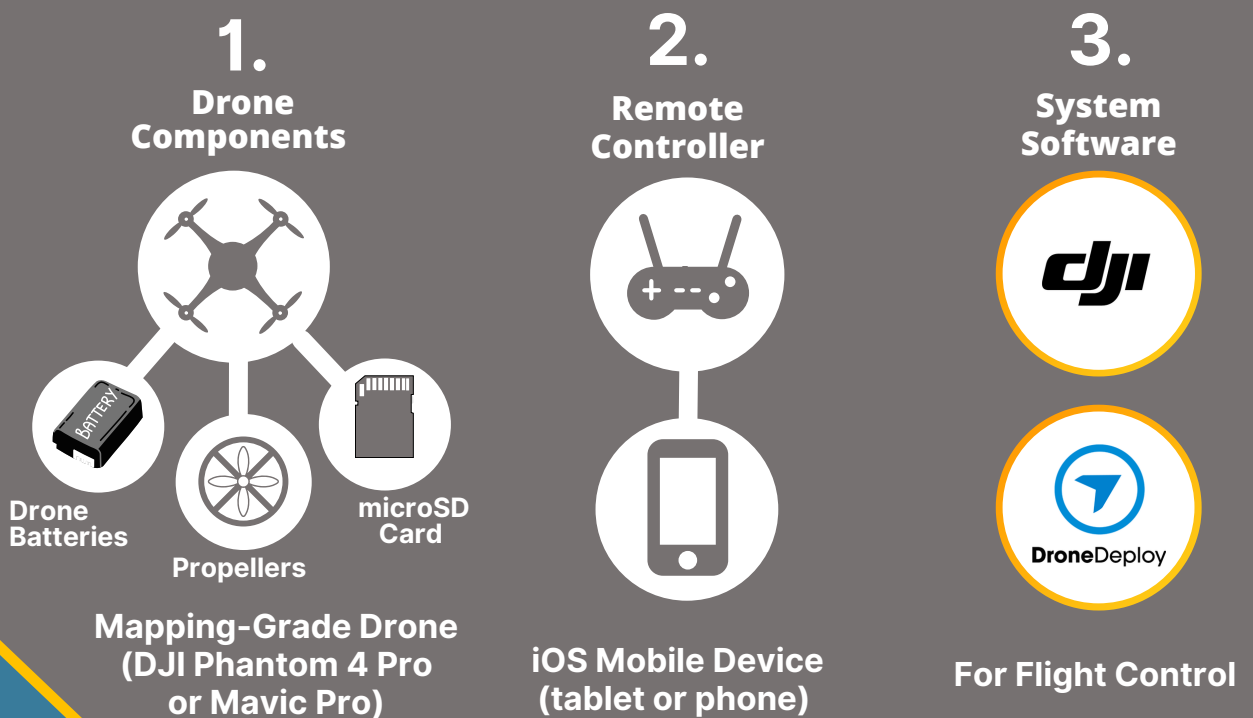 1.
Drone
Components
BATTERY
Drone
Batteries
Propellers
microSD
Card
Mapping-Grade Drone
(DJI Phantom 4 Pro
or Mavic Pro)
2.
Remote
Controller
iOS Mobile Device
(tablet or phone)
3.
System
Software
dji
DroneDeploy
For Flight Control